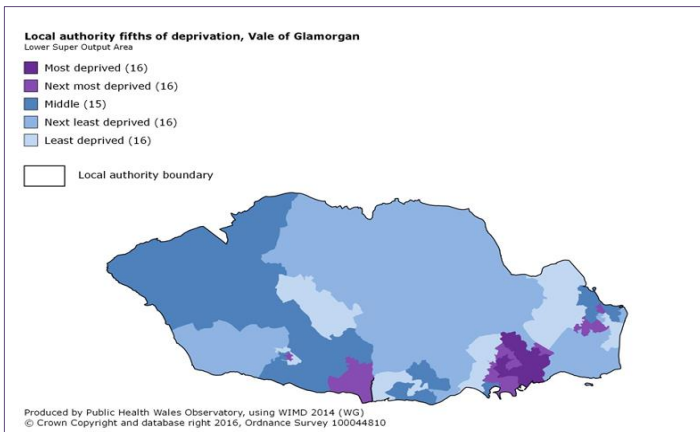 Local authority fifths of deprivation, Vale of Glamorgan
Lower Super Output Area
Most deprived (16)
Next most deprived (16)
Middle (15)
Next least deprived (16)
Least deprived (16)
Local authority boundary
Produced by Public Health Wales Observatory, using WIMD 2014 (WG)
© Crown Copyright and database right 2016, Ordnance Survey 100044810